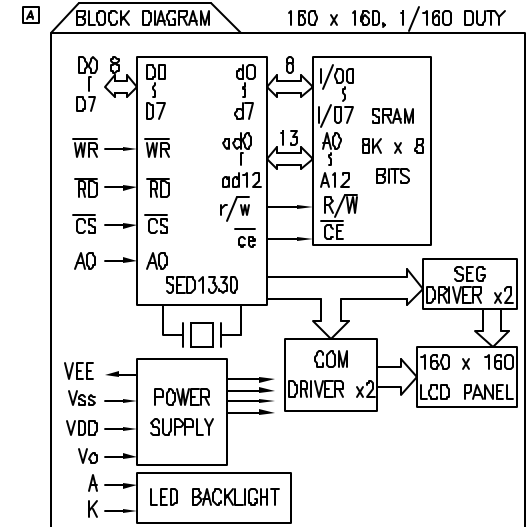 A BLOCK DIAGRAM 160 x 160, 1/160 DUTY
D0 8 D0 d0 8 I/O0
D7 D7 d7 I/O7 SRAM
WR WR ad0 13 A0 8K x 8
RD RD ad12 A12 BITS
CS CS r/w R/W
A0 A0 ce CE
SED1330
SEG
DRIVER x2
COM
DRIVER x2
160 x 160
LCD PANEL
VEE
Vss POWER
VDD SUPPLY
Vo
A
K LED BACKLIGHT